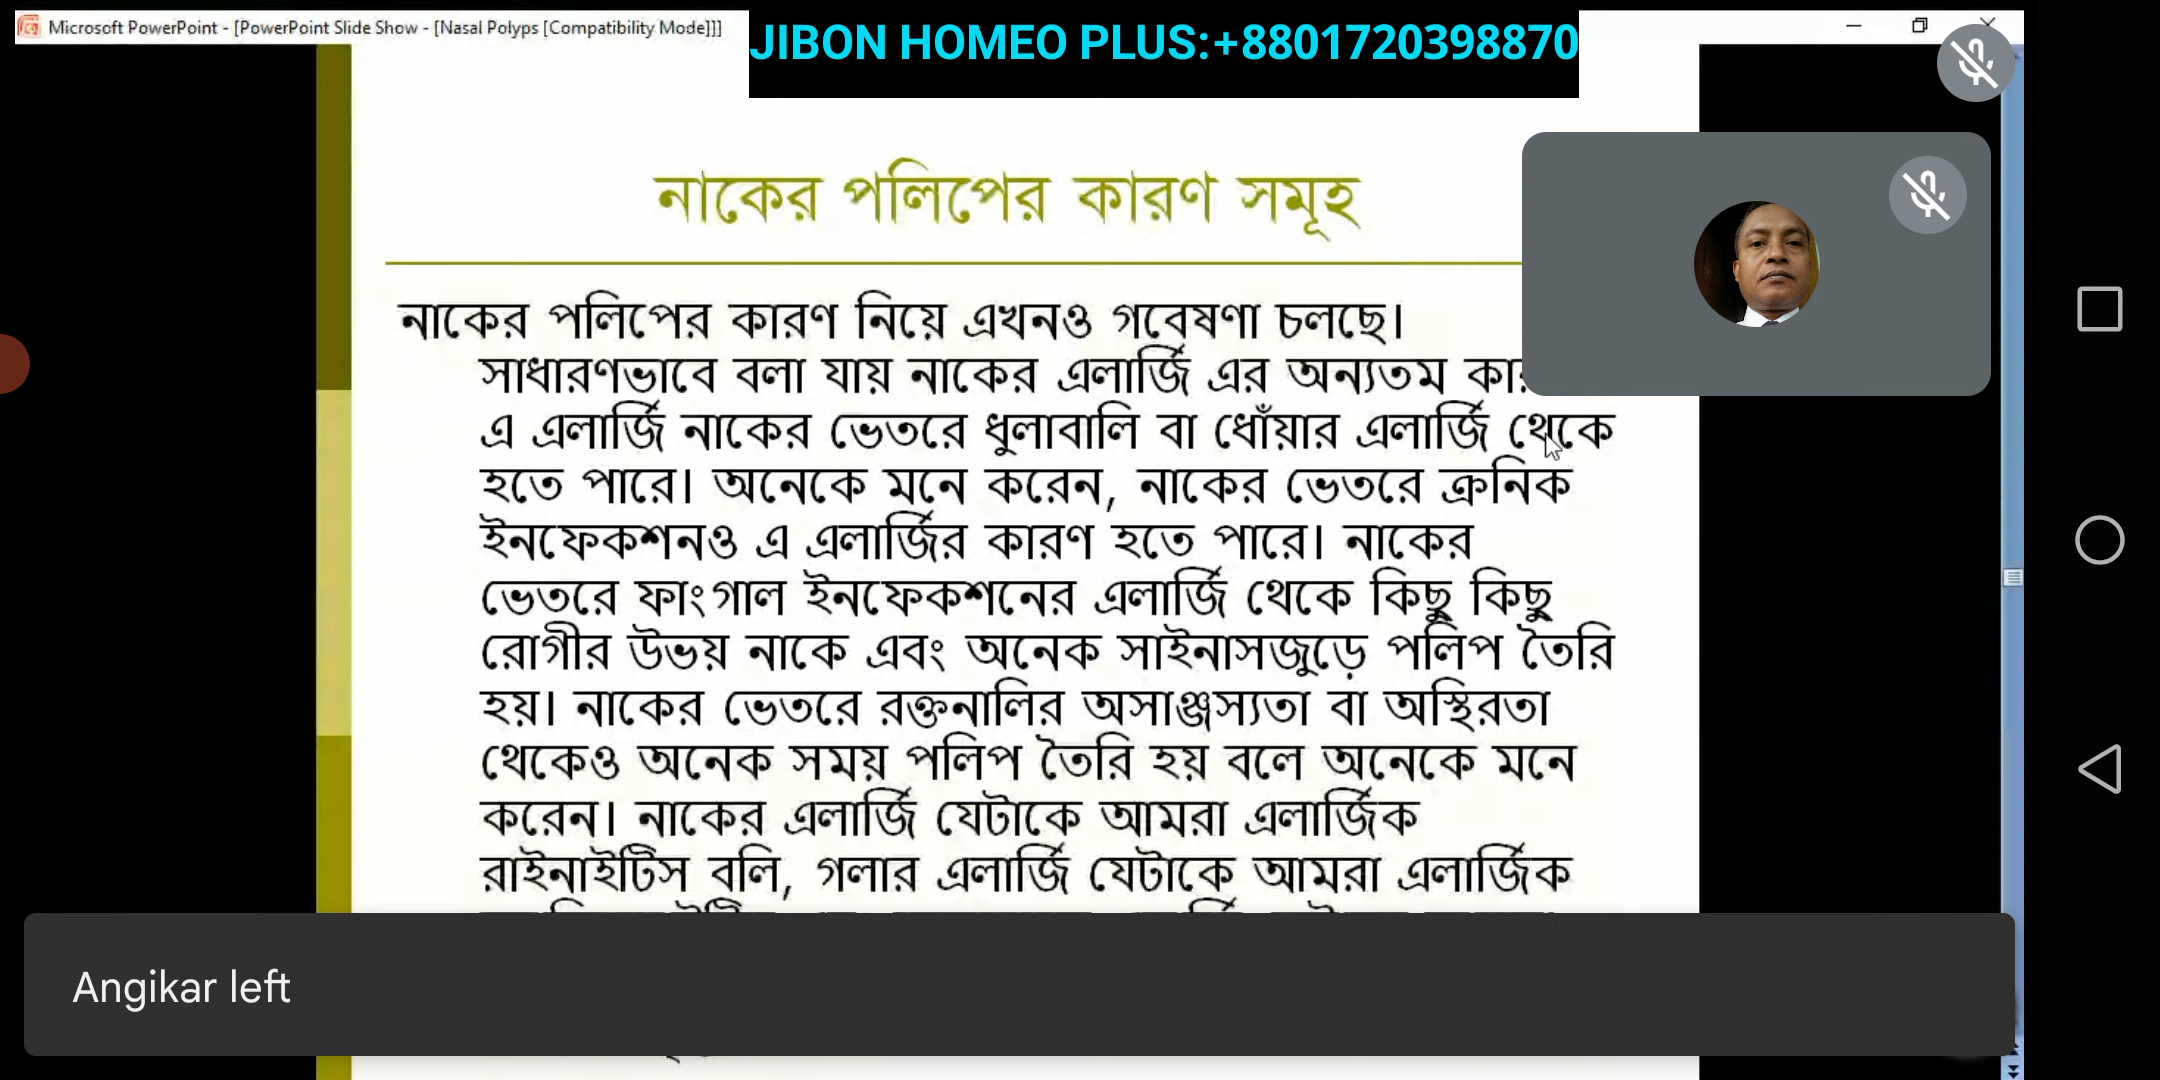 Microsoft PowerPoint - [PowerPoint Slide Show - [Nasal Polyps [Compatibility Mode]]]
JIBON HOMEO PLUS:+8801720398870
নাকের পলিপের কারণ সমূহ
নাকের পলিপের কারণ নিয়ে এখনও গবেষণা চলছে।
সাধারণভাবে বলা যায় নাকের এলার্জি এর অন্যতম
এ এলার্জি নাকের ভেতরে ধুলাবালি বা ধোঁয়ার এলার্জি থেকে
হতে পারে। অনেকে মনে করেন, নাকের ভেতরে ক্রনিক
ইনফেকশনও এ এলার্জির কারণ হতে পারে। নাকের
ভেতরে ফাংগাল ইনফেকশনের এলার্জি থেকে কিছু কিছু
রোগীর উভয় নাকে এবং অনেক সাইনাসজুড়ে পলিপ তৈরি
হয়। নাকের ভেতরে রক্তনালির অসাঞ্জস্যতা বা অস্থিরতা
থেকেও অনেক সময় পলিপ তৈরি হয় বলে অনেকে মনে
করেন। নাকের এলার্জি যেটাকে আমরা এলার্জিক
রাইনাইটিস বলি, গলার এলার্জি যেটাকে আমরা এলার্জিক
Angikar left